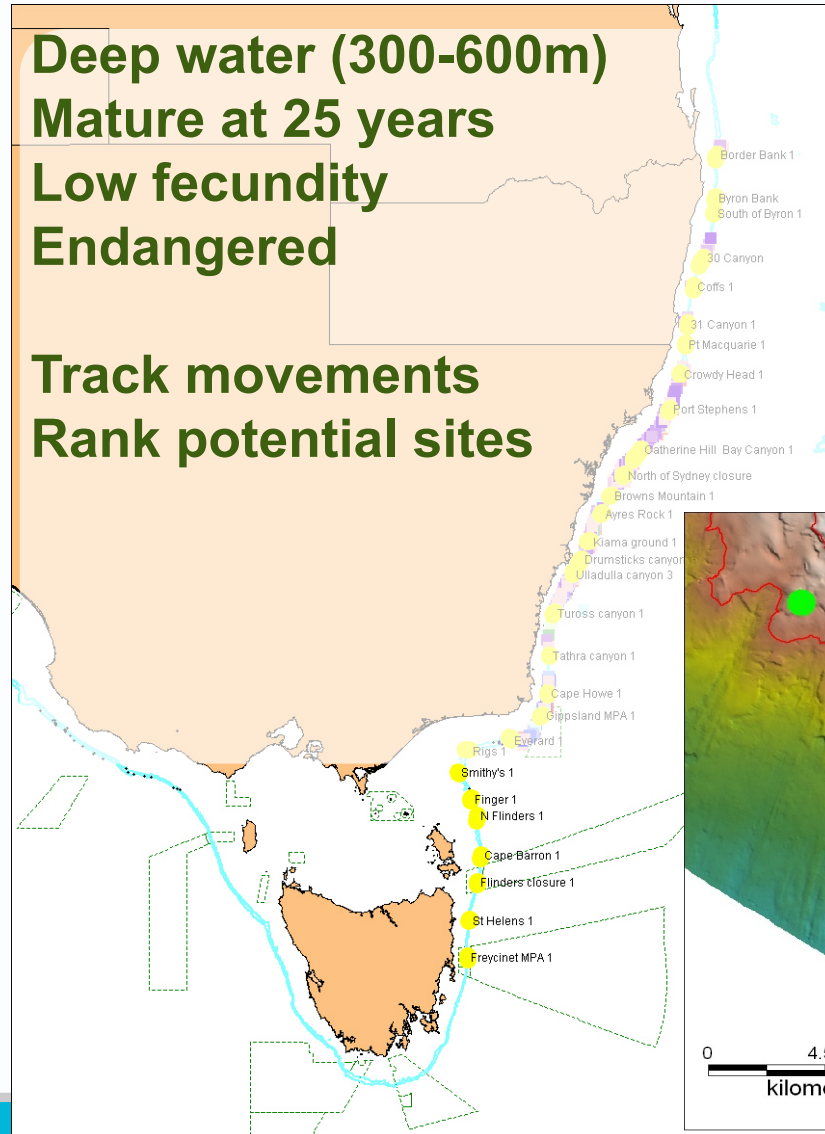 Deep water (300-600m)
Mature at 25 years
Low fecundity
Endangered
Track movements
Rank potential sites
Border Bank 1
Byron Bank
South of Byron 1
30 Canyon
Coffs 1
31 Canyon 1
Pt Macquarie 1
Crowdy Head 1
Port Stephens 1
Catherine Hill Bay Canyon 1
North of Sydney closure
Browns Mountain 1
Ayres Rock 1
Kiama ground 1
Drumsticks canyon
Ulladulla canyon 3
Tuross canyon 1
Tathra canyon 1
Cape Howe 1
Gippsland MPA 1
Everard 1
Rigs 1
Smithy's 1
Finger 1
N Flinders 1
Cape Barron 1
Flinders closure 1
St Helens 1
Freycinet MPA 1
0 4.5
kilome